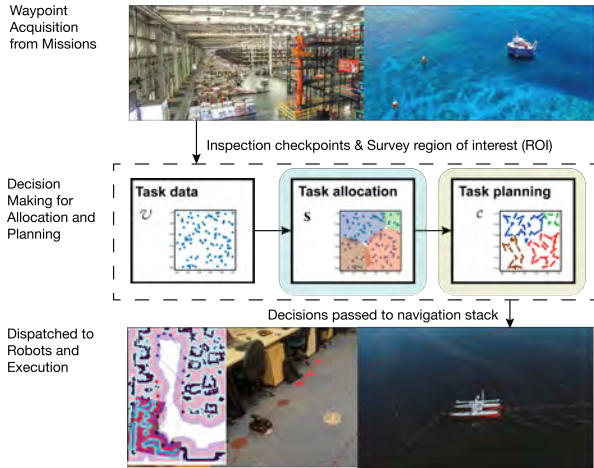 Waypoint
Acquisition
from Missions
Inspection checkpoints & Survey region of interest (ROI)
Decision
Making for
Allocation and
Planning
Task data
𝒱
Task allocation
S
Task planning
c
Decisions passed to navigation stack
Dispatched to
Robots and
Execution